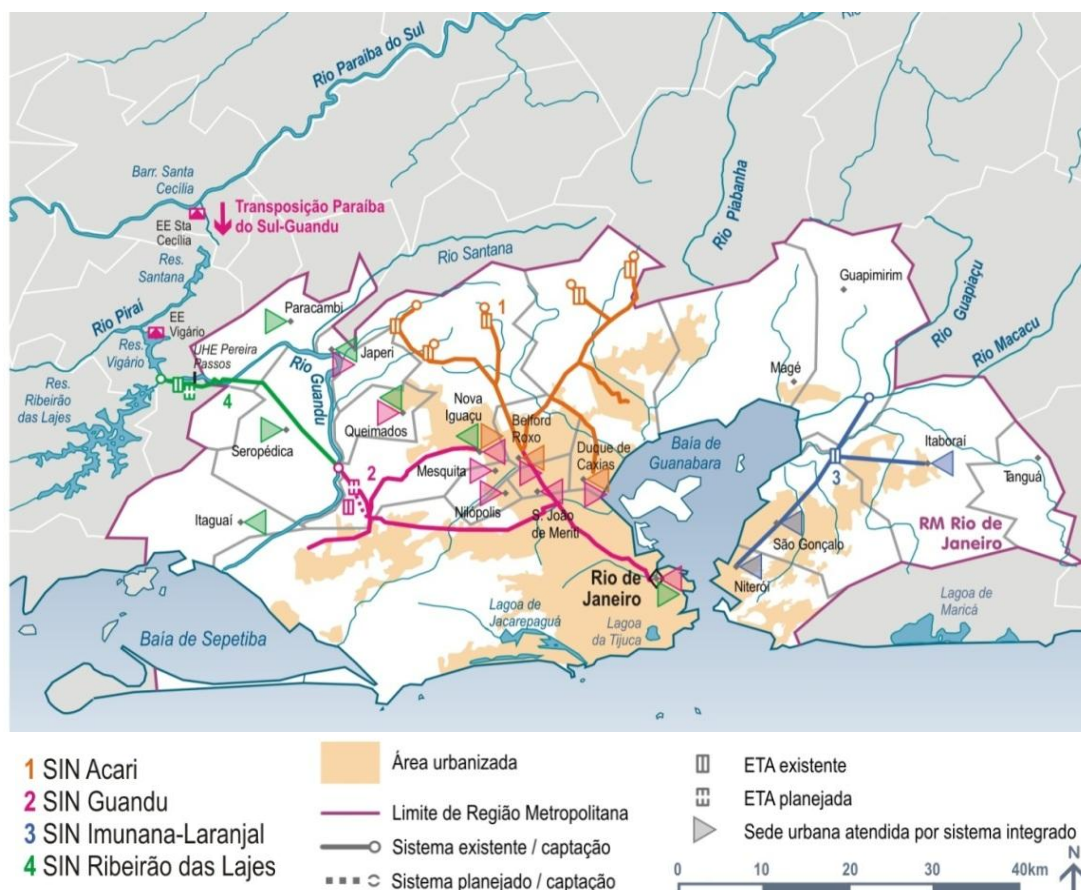 Rio Paraíba do Sul
Barr. Santa
Cecília
Transposição Paraíba
do Sul-Guandu
EE Sta
Cecília
Res.
Santana
Rio Piraí
EE
Vigário
Res.
Vigário
UHE Pereira
Passos
Res.
Ribeirão
das Lajes
Rio Santana
Rio Piabanha
Paracambi
Japeri
Rio Guandu
Queimados
Nova
Iguaçu
Belford
Roxo
Mesquita
Nilópolis
Duque de
Caxias
S. João
de Meriti
Seropédica
Itaguaí
1
2
3
4
Guapimirim
Rio Guapiaçu
Rio Macacu
Magé
Itaboraí
Tanguá
Baía de
Guanabara
São Gonçalo
Niterói
RM Rio de
Janeiro
Rio de
Janeiro
Lagoa de
Jacarepaguá
Lagoa
da Tijuca
Lagoa de
Maricá
Baía de Sepetiba
1 SIN Acari
2 SIN Guandu
3 SIN Imunana-Laranjal
4 SIN Ribeirão das Lajes
Área urbanizada
Limite de Região Metropolitana
Sistema existente / captação
Sistema planejado / captação
ETA existente
ETA planejada
Sede urbana atendida por sistema integrado
0 10 20 30 40km
N